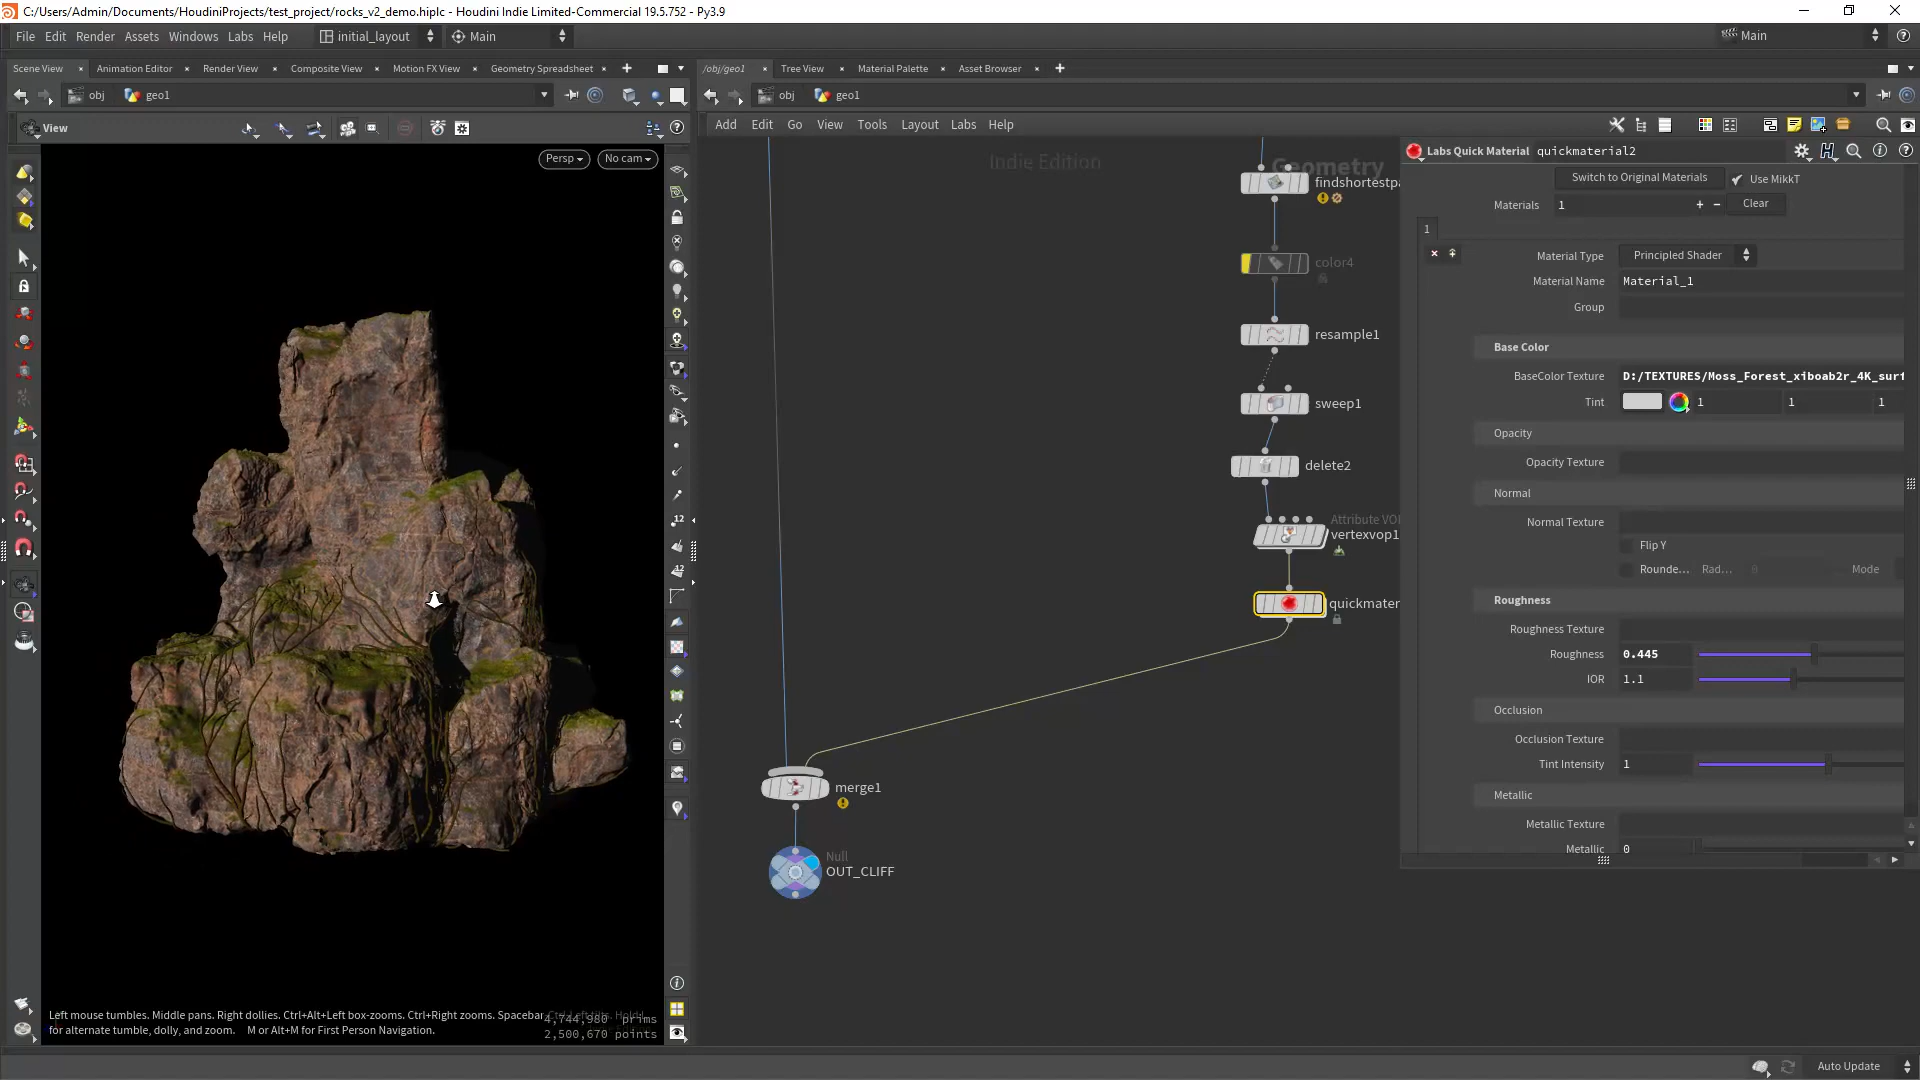 C:/Users/Admin/Documents/HoudiniProjects/test_project/rocks_v2_demo.hiplc - Houdini Indie Limited-Commercial 19.5.752 - Py3.9
File Edit Render Assets Windows Labs Help initial_layout Main Main
Scene View Animation Editor Render View Composite View Motion FX View Geometry Spreadsheet
/obj/geo1 Tree View Material Palette Asset Browser
obj geo1
obj geo1
View
Add Edit Go View Tools Layout Labs Help
Persp No cam
Indie Edition
Geometry
findshortestpa
color4
resample1
sweep1
delete2
Attribute VO
vertexvop1
quickmater
merge1
Null
OUT_CLIFF
Labs Quick Material quickmaterial2
Switch to Original Materials Use MikkT
Materials 1 Clear
1
Material Type Principled Shader
Material Name Material_1
Group
Base Color
BaseColor Texture D:/TEXTURES/Moss_Forest_xiboab2r_4K_surf
Tint 1 1 1
Opacity
Opacity Texture
Normal
Normal Texture
Flip Y
Rounde... Rad... 0 Mode
Roughness
Roughness Texture
Roughness 0.445
IOR 1.1
Occlusion
Occlusion Texture
Tint Intensity 1
Metallic
Metallic Texture
Metallic 0
12
12
Left mouse tumbles. Middle pans. Right dollies. Ctrl+Alt+Left box-zooms. Ctrl+Right zooms. Spacebar
for alternate tumble, dolly, and zoom. M or Alt+M for First Person Navigation.
4,744,980 prims
2,500,670 points
Auto Update